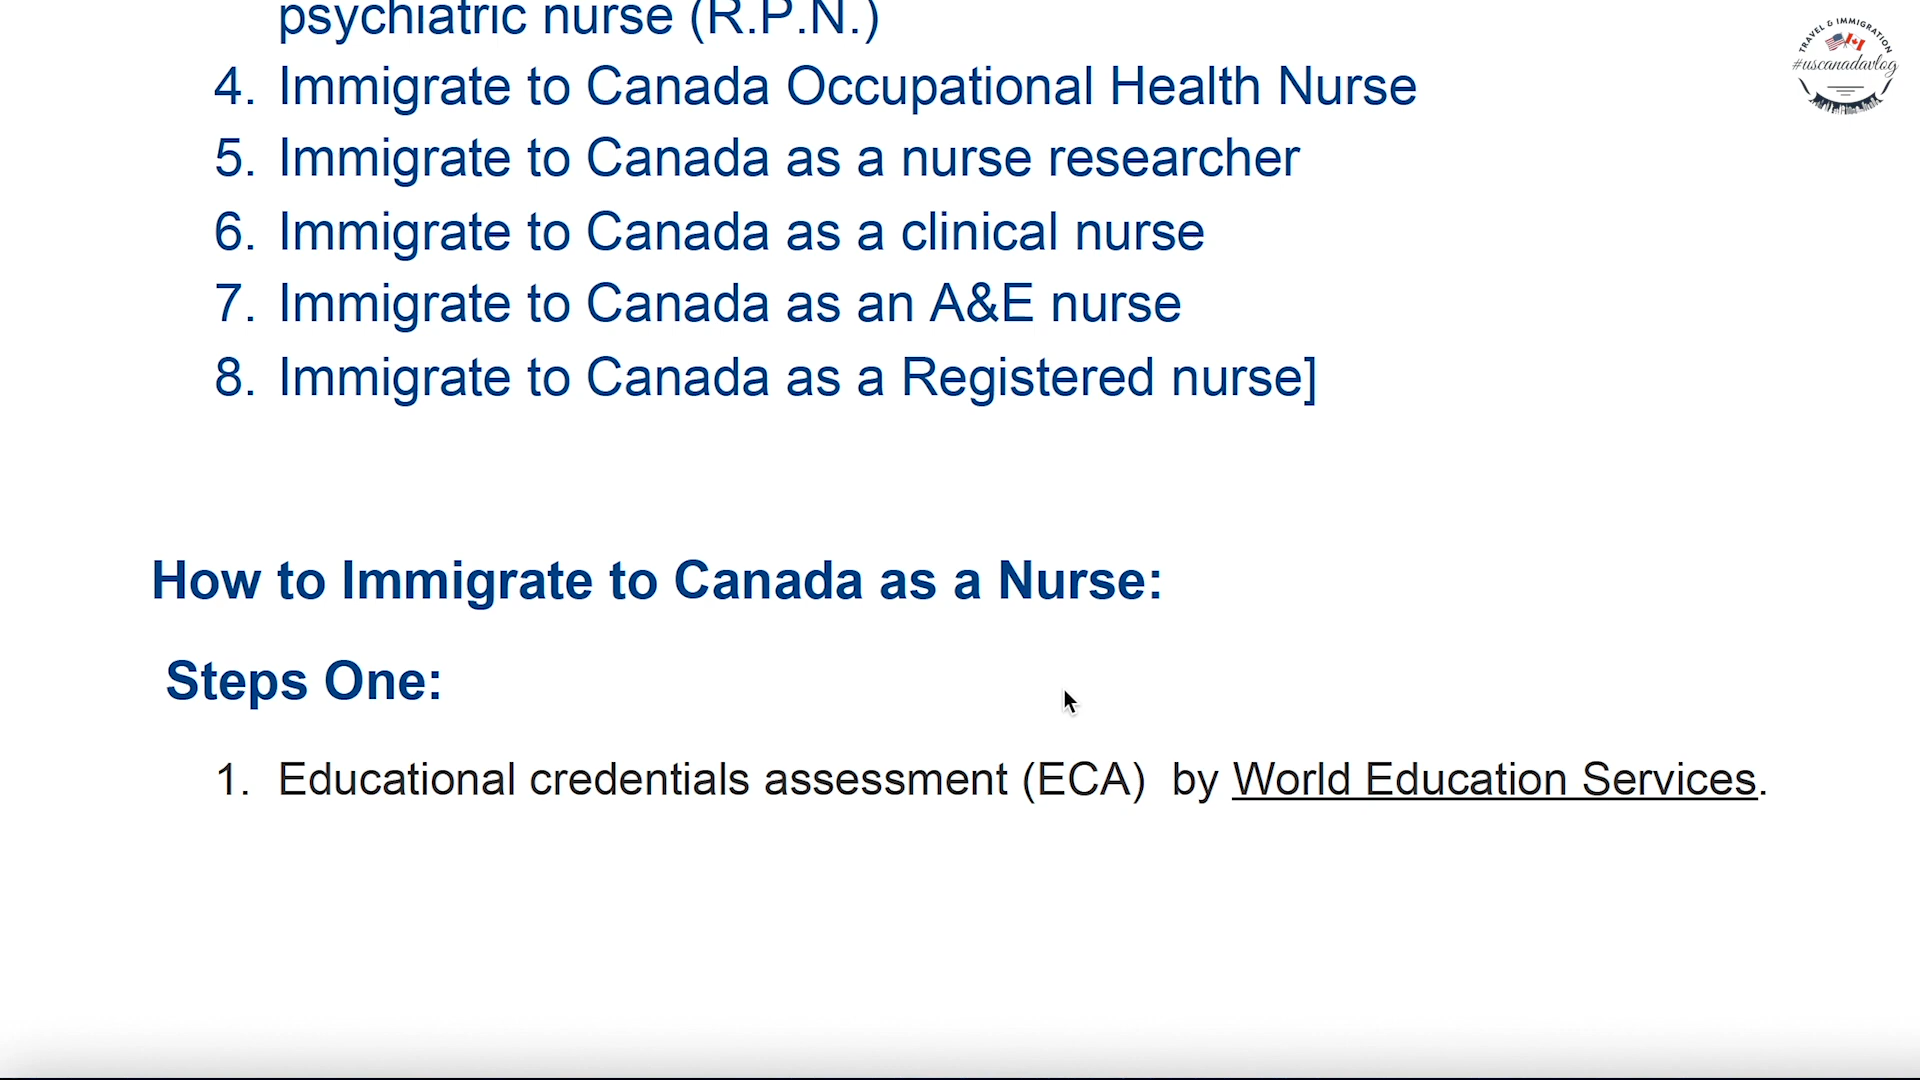 psychiatric nurse (R.P.N.)
4. Immigrate to Canada Occupational Health Nurse
5. Immigrate to Canada as a nurse researcher
6. Immigrate to Canada as a clinical nurse
7. Immigrate to Canada as an A&E nurse
8. Immigrate to Canada as a Registered nurse]
How to Immigrate to Canada as a Nurse:
Steps One:
1. Educational credentials assessment (ECA)  by World Education Services.
TRAVEL & IMMIGRATION
#uscanadavlog